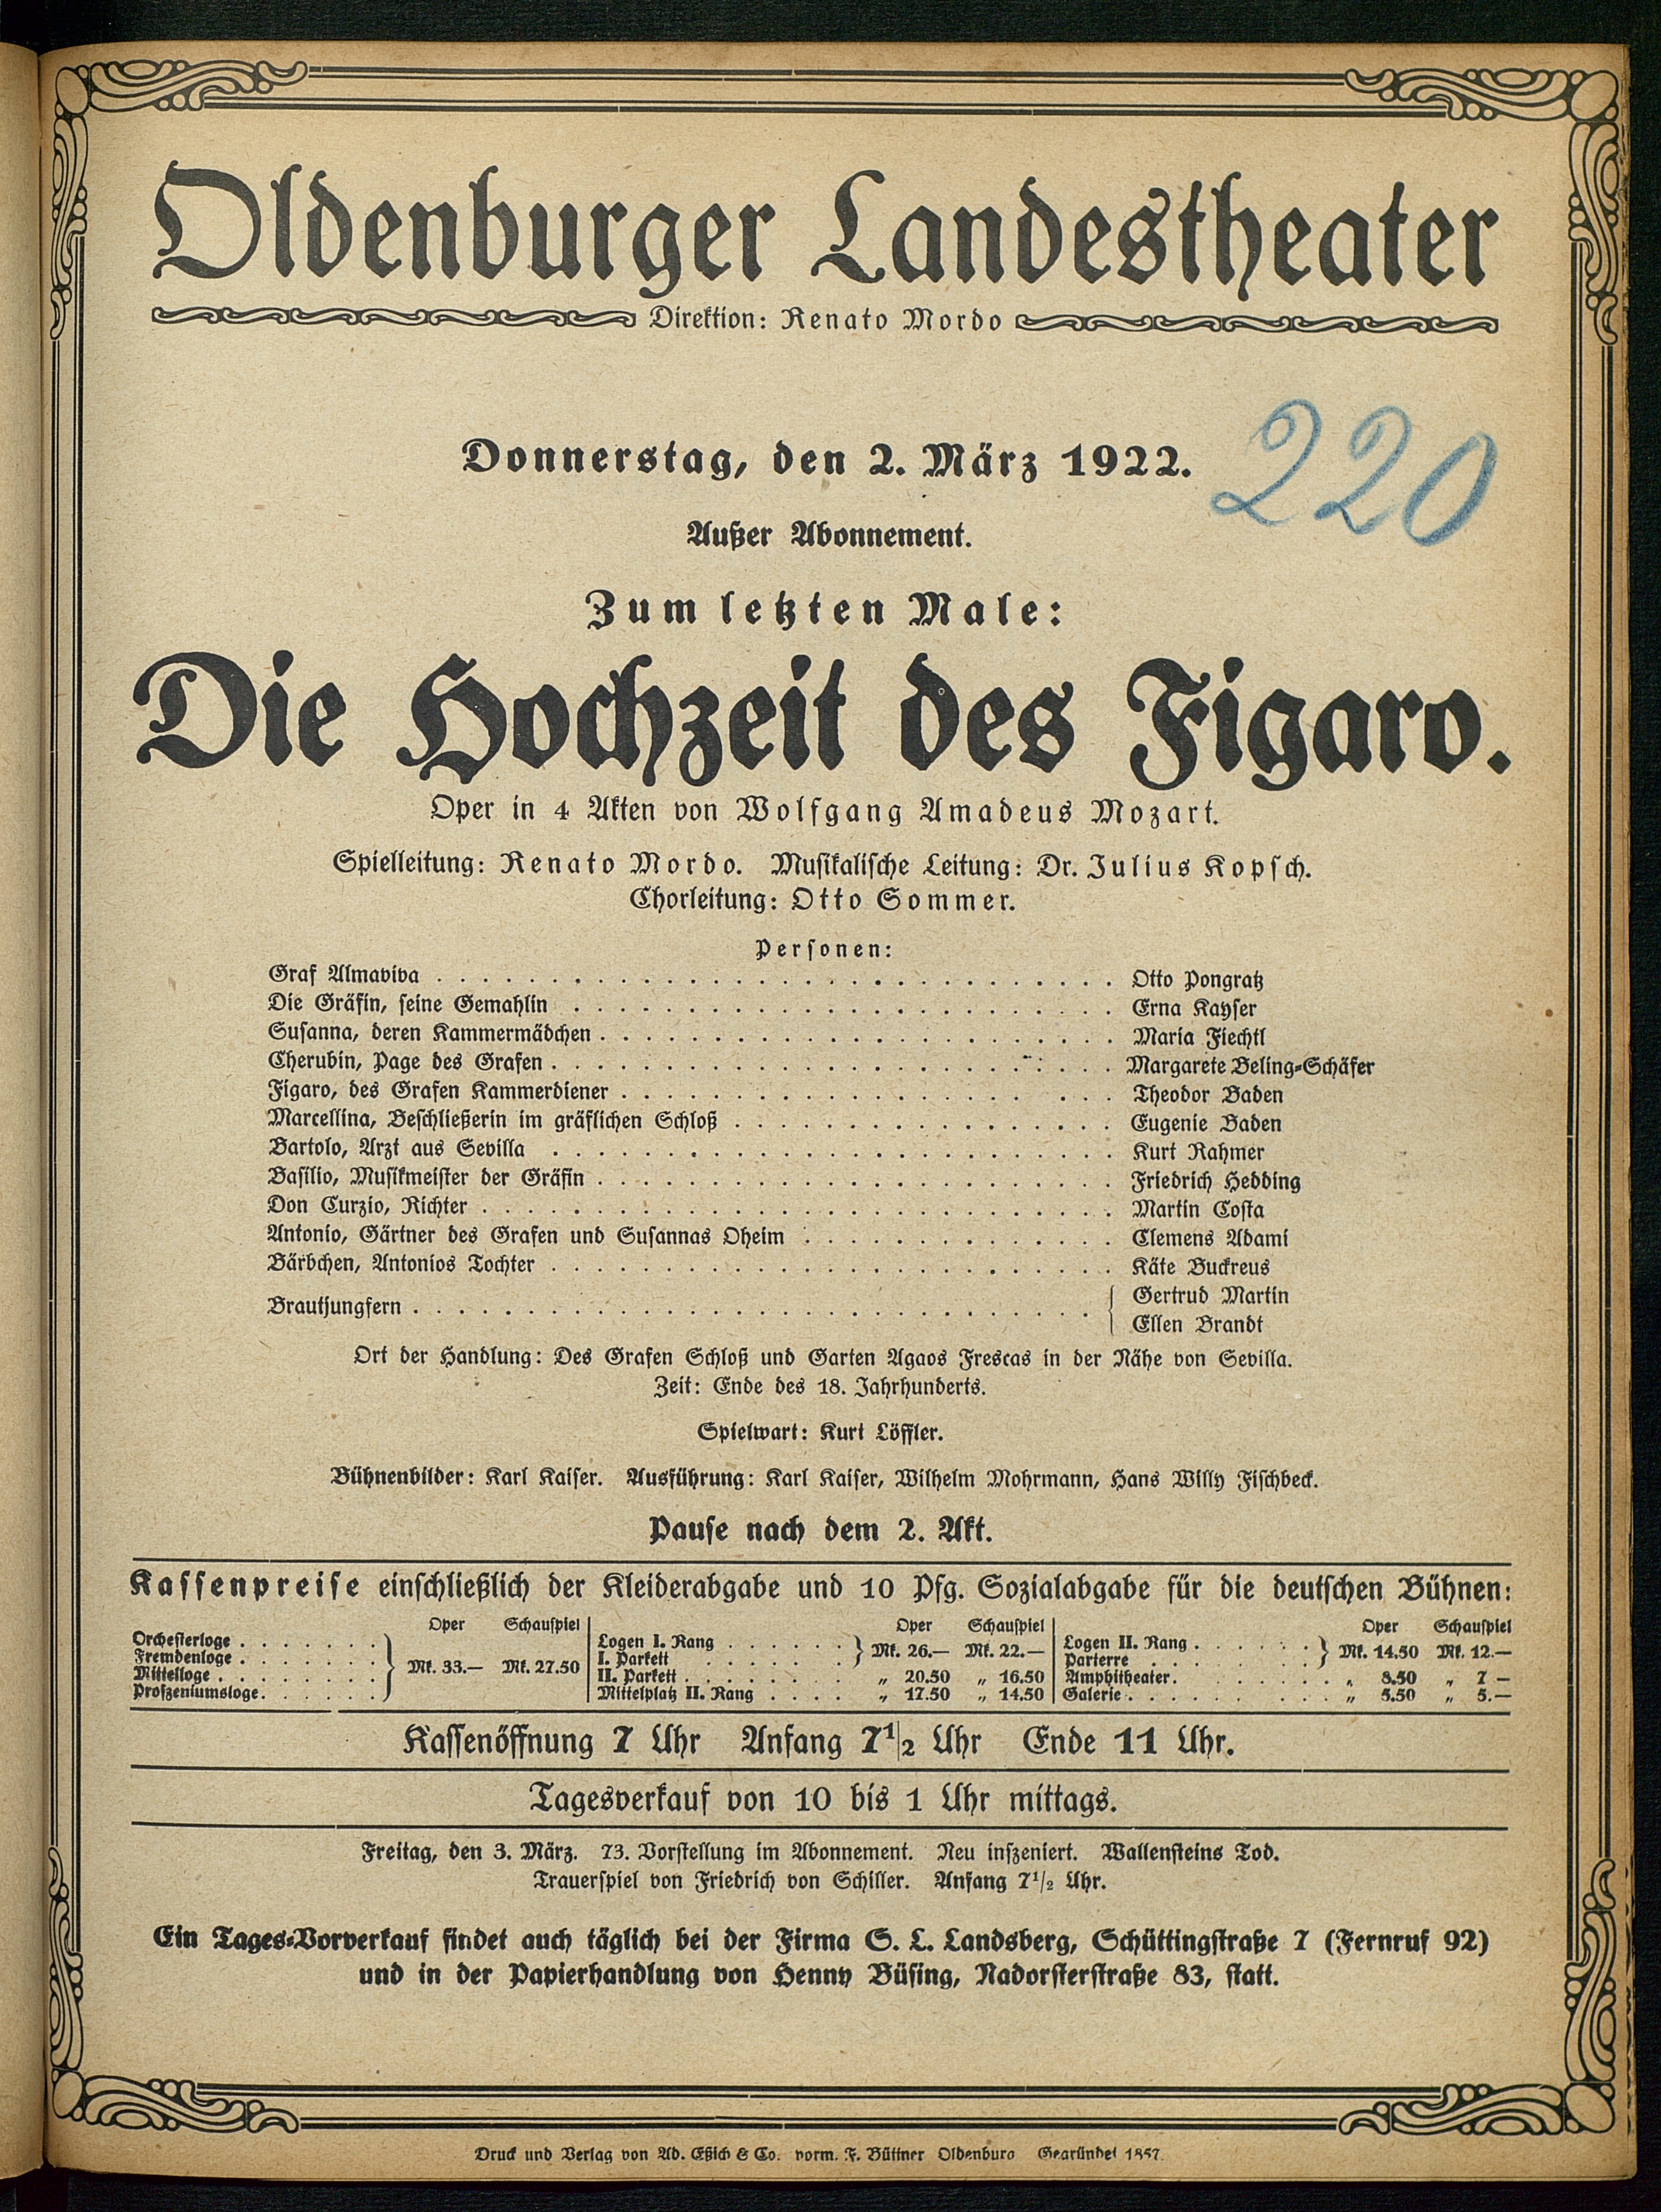 Oldenburger Landestheater
Direktion: Renato Mordo
220
Donnerstag, den 2. März 1922.
Außer Abonnement.
Zum letzten Male:
Die Hochzeit des Figaro.
Oper in 4 Akten von Wolfgang Amadeus Mozart.
Spielleitung: Renato Mordo. Musikalische Leitung: Dr. Julius Kopsch.
Chorleitung: Otto Sommer.
Personen:
Graf Almaviva . . . Otto Pongratz
Die Gräfin, seine Gemahlin . . . Erna Kayser
Susanna, deren Kammermädchen . . . Maria Fiechtl
Cherubin, Page des Grafen . . . Margarete Beling-Schäfer
Figaro, des Grafen Kammerdiener . . . Theodor Baden
Marcellina, Beschließerin im gräflichen Schloß . . . Eugenie Baden
Bartolo, Arzt aus Sevilla . . . Kurt Rahmer
Basilio, Musikmeister der Gräfin . . . Friedrich Hedding
Don Curzio, Richter . . . Martin Costa
Antonio, Gärtner des Grafen und Susannas Oheim . . . Clemens Adami
Bärbchen, Antonios Tochter . . . Käte Buckreus
Brautjungfern . . . { Gertrud Martin
Ellen Brandt
Ort der Handlung: Des Grafen Schloß und Garten Agaos Frescas in der Nähe von Sevilla.
Zeit: Ende des 18. Jahrhunderts.
Spielwart: Kurt Löffler.
Bühnenbilder: Karl Kaiser. Ausführung: Karl Kaiser, Wilhelm Mohrmann, Hans Willy Fischbeck.
Pause nach dem 2. Akt.
Kassenpreise einschließlich der Kleiderabgabe und 10 Pfg. Sozialabgabe für die deutschen Bühnen:
Oper Schauspiel
Orchesterloge . . .
Fremdenloge . . .
Mittelloge . . .
Proszeniumsloge . . .
} Mk. 33.— Mk. 27.50
Oper Schauspiel
Logen I. Rang . . .
I. Parkett . . .
} Mk. 26.— Mk. 22.—
II. Parkett . . . „ 20.50 „ 16.50
Mittelplatz II. Rang . . . „ 17.50 „ 14.50
Oper Schauspiel
Logen II. Rang . . .
Parterre . . .
} Mk. 14.50 Mk. 12.—
Amphitheater . . . „ 8.50 „ 7 —
Galerie . . . „ 5.50 „ 5.—
Kassenöffnung 7 Uhr Anfang 7 1/2 Uhr Ende 11 Uhr.
Tagesverkauf von 10 bis 1 Uhr mittags.
Freitag, den 3. März. 73. Vorstellung im Abonnement. Neu inszeniert. Wallensteins Tod.
Trauerspiel von Friedrich von Schiller. Anfang 7 1/2 Uhr.
Ein Tages-Vorverkauf findet auch täglich bei der Firma S. L. Landsberg, Schüttingstraße 7 (Fernruf 92)
und in der Papierhandlung von Henny Büsing, Nadorsterstraße 83, statt.
Druck und Verlag von Ad. Eßich & Co. vorm. F. Büttner Oldenburg Gegründet 1857.